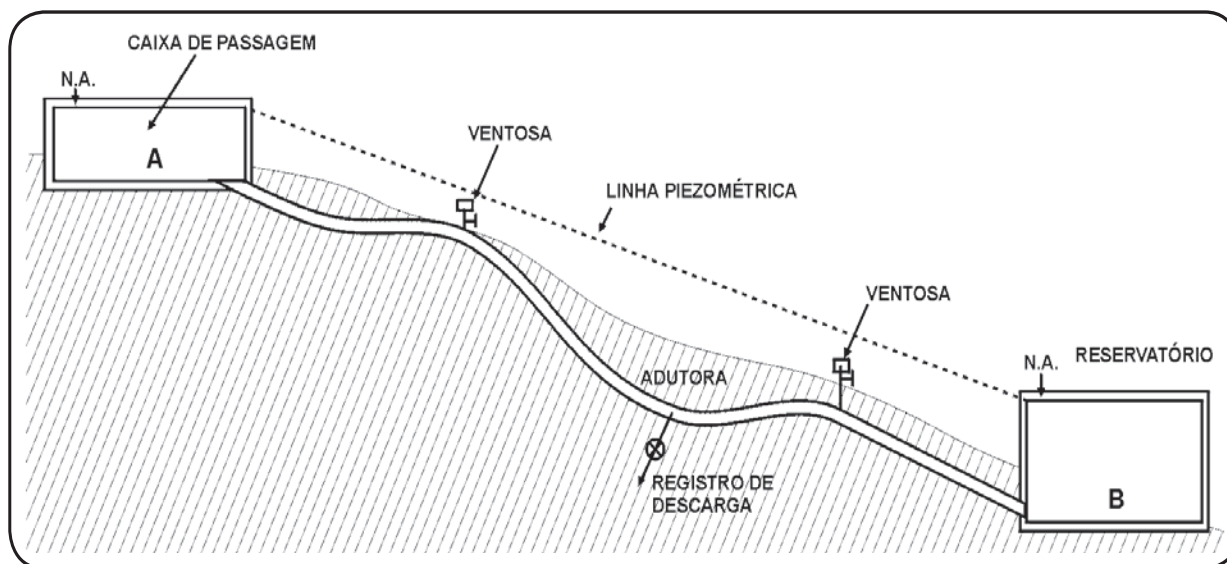 CAIXA DE PASSAGEM
N.A.
A
VENTOSA
LINHA PIEZOMÉTRICA
VENTOSA
N.A.
RESERVATÓRIO
ADUTORA
REGISTRO DE
DESCARGA
B